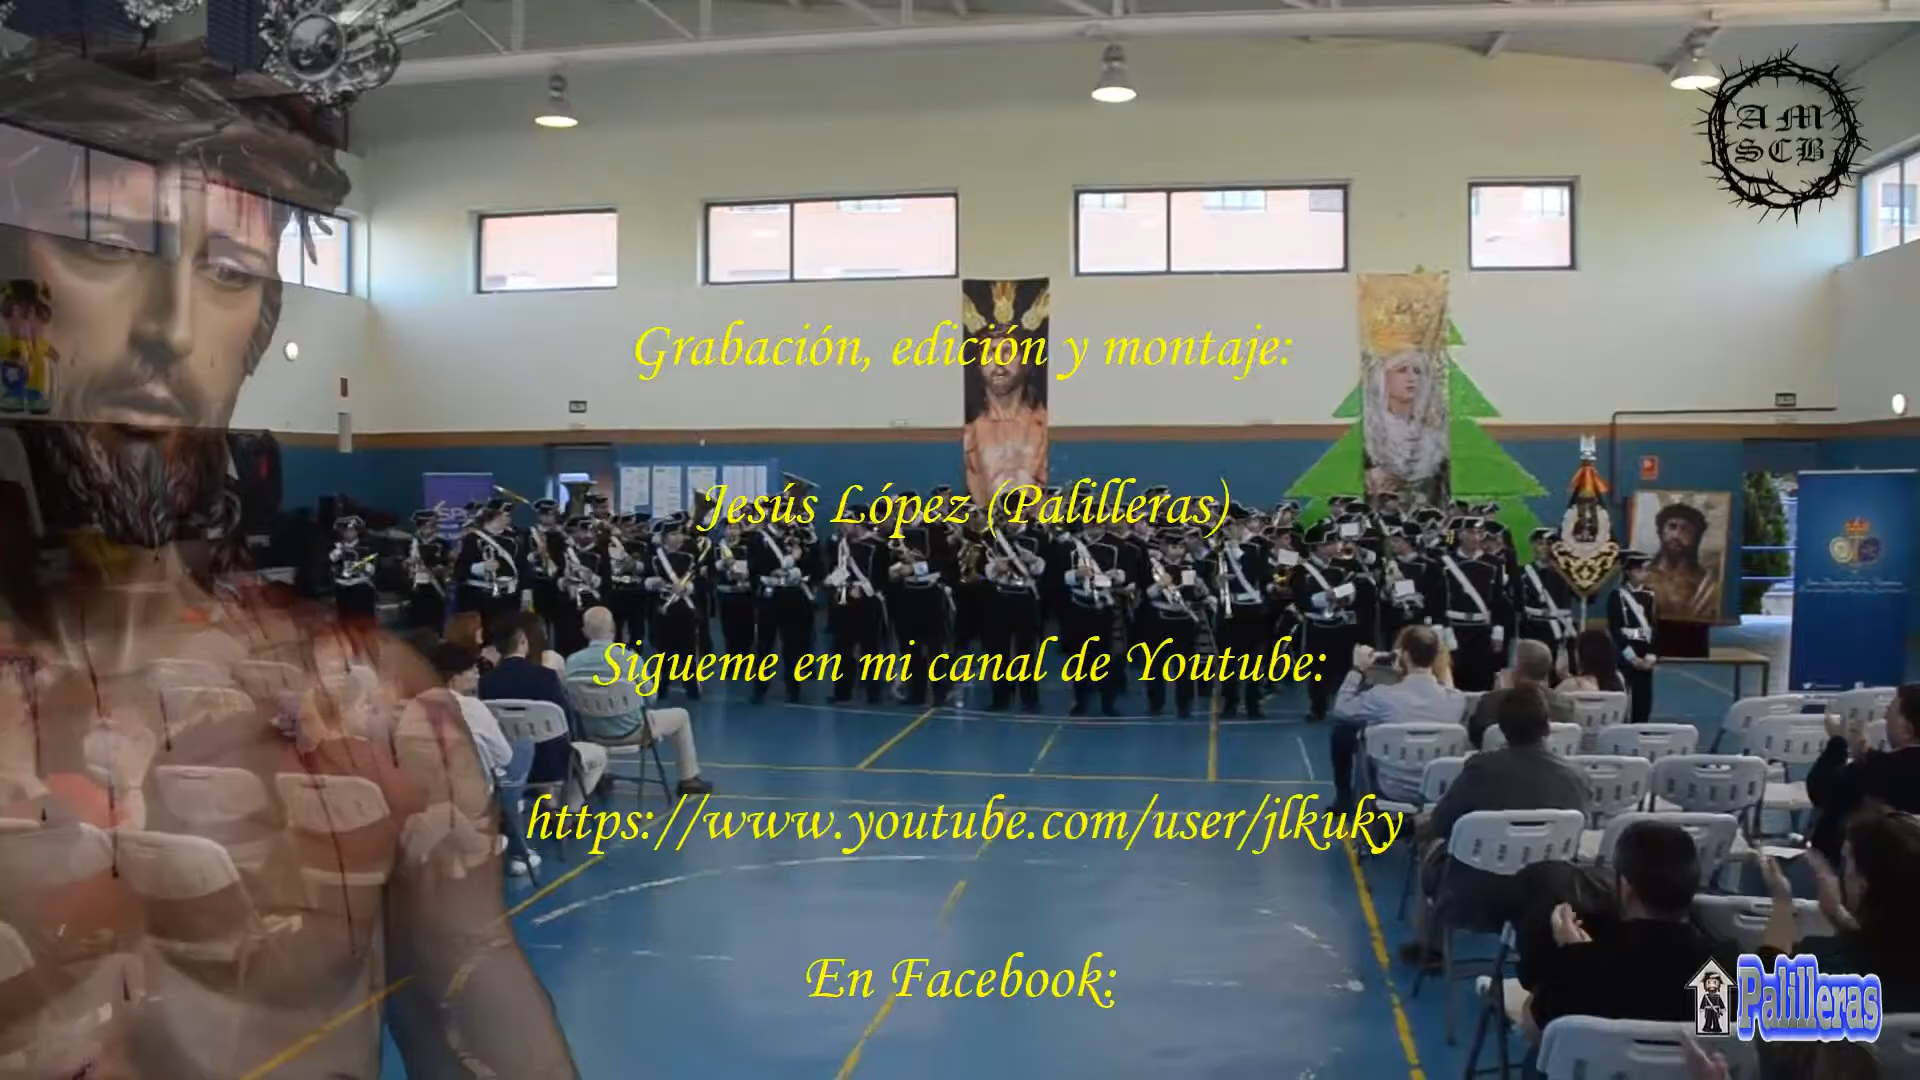 A M
SCB
Grabación, edición y montaje:
Jesús López (Palilleras)
Sigueme en mi canal de Youtube:
https://www.youtube.com/user/jlkuky
En Facebook:
Palilleras